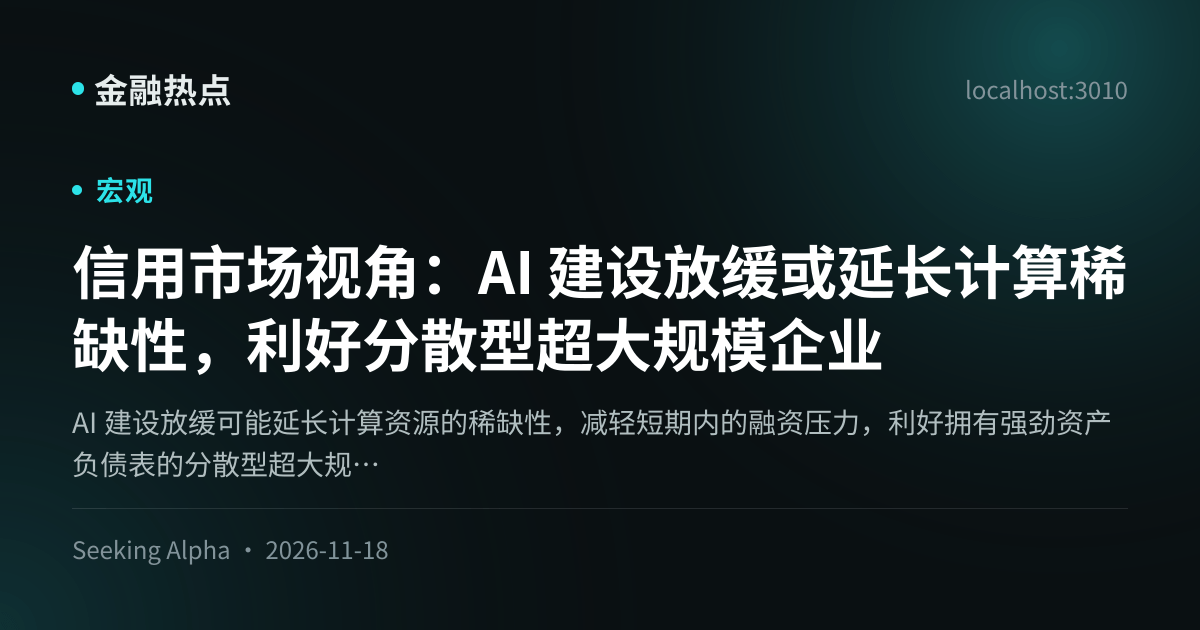 金融热点
localhost:3010
宏观
信用市场视角：AI 建设放缓或延长计算稀
缺性，利好分散型超大规模企业
AI 建设放缓可能延长计算资源的稀缺性，减轻短期内的融资压力，利好拥有强劲资产
负债表的分散型超大规…
Seeking Alpha · 2026-11-18